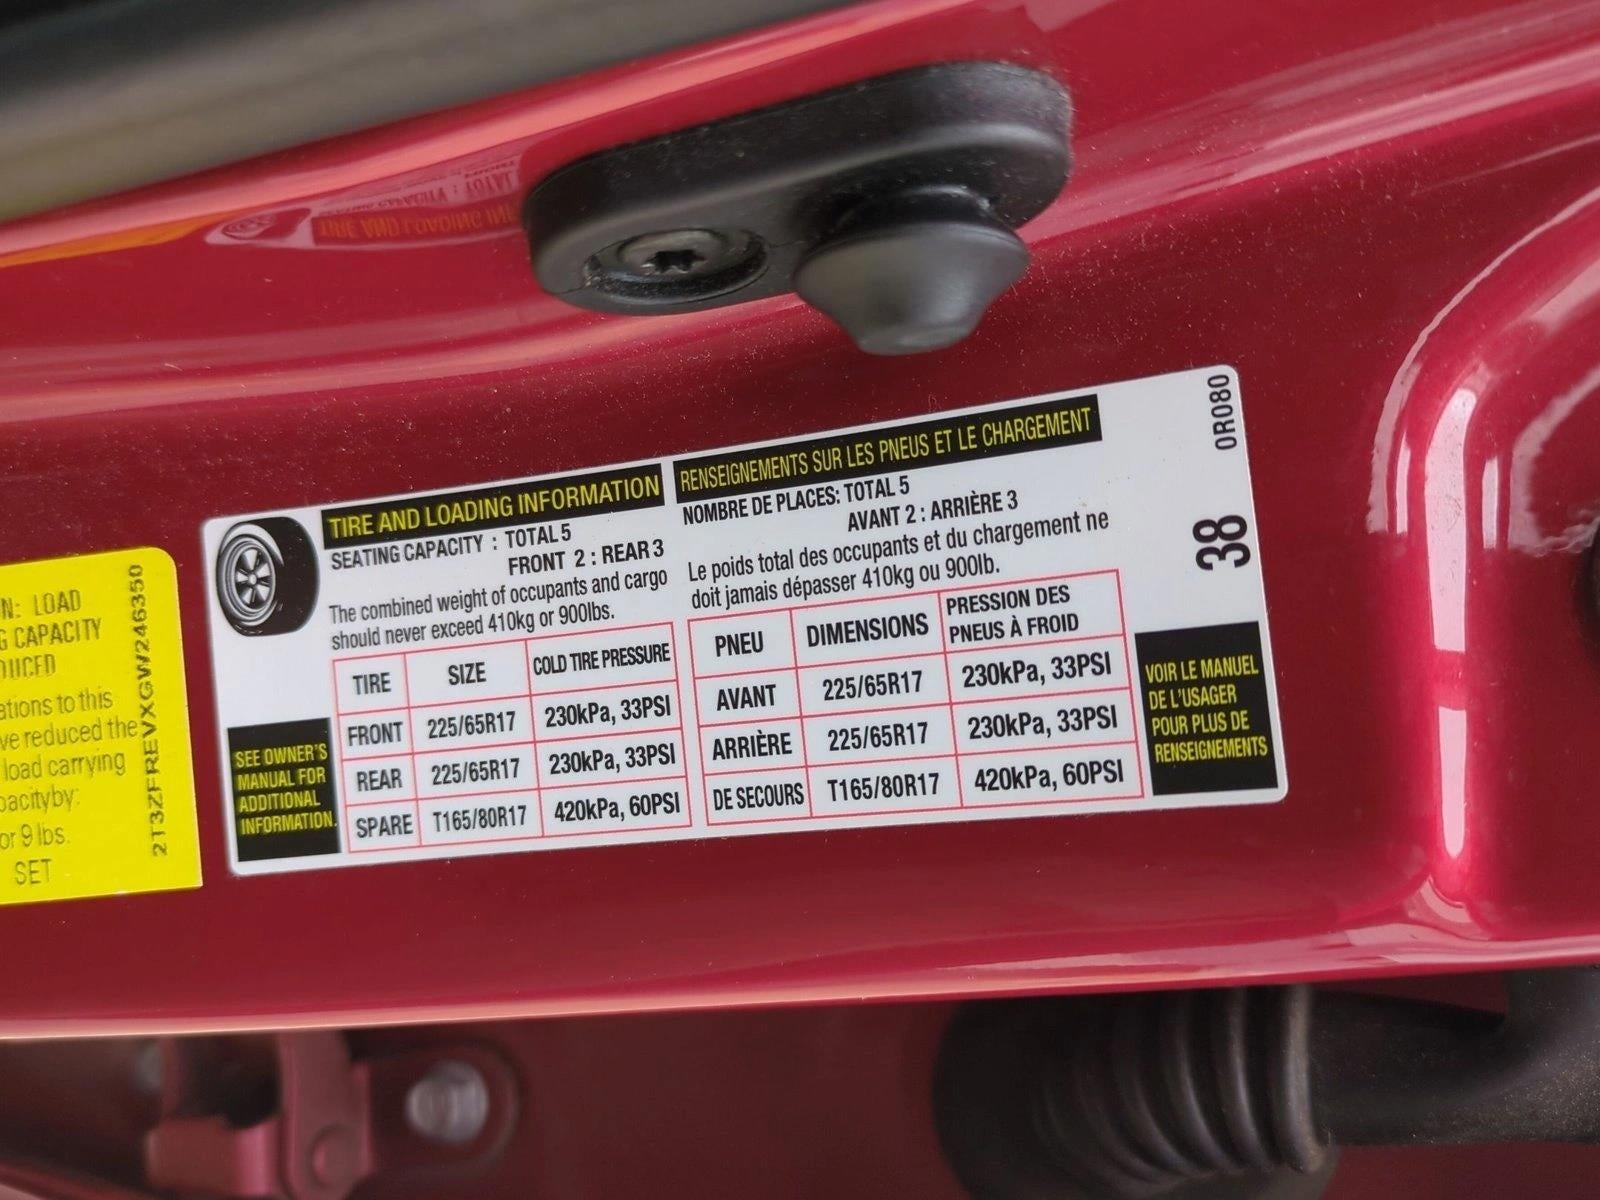 N: LOAD
G CAPACITY
DUCED
ations to this
ve reduced the
load carrying
pacityby:
or 9 lbs.
SET
2T3ZFREVXGW246350
TIRE AND LOADING INFORMATION
SEATING CAPACITY : TOTAL 5
FRONT 2 : REAR 3
The combined weight of occupants and cargo
should never exceed 410kg or 900lbs.
TIRE SIZE COLD TIRE PRESSURE
FRONT 225/65R17 230kPa, 33PSI
REAR 225/65R17 230kPa, 33PSI
SPARE T165/80R17 420kPa, 60PSI
SEE OWNER'S
MANUAL FOR
ADDITIONAL
INFORMATION.
RENSEIGNEMENTS SUR LES PNEUS ET LE CHARGEMENT
NOMBRE DE PLACES: TOTAL 5
AVANT 2 : ARRIÈRE 3
Le poids total des occupants et du chargement ne
doit jamais dépasser 410kg ou 900lb.
PNEU DIMENSIONS PRESSION DES
PNEUS À FROID
AVANT 225/65R17 230kPa, 33PSI
ARRIÈRE 225/65R17 230kPa, 33PSI
DE SECOURS T165/80R17 420kPa, 60PSI
VOIR LE MANUEL
DE L'USAGER
POUR PLUS DE
RENSEIGNEMENTS
0R080
38